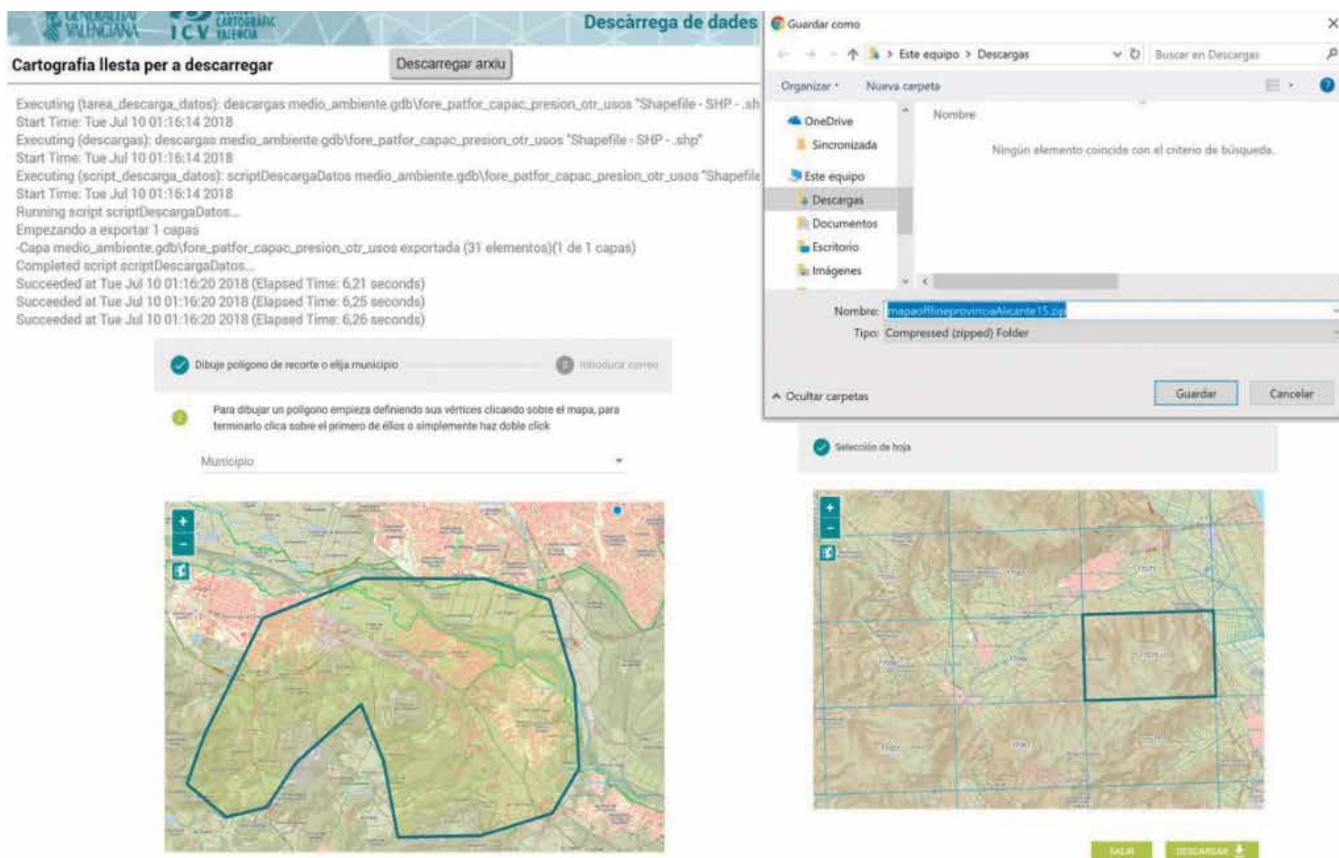 GENERALITAT
VALENCIANA
ICV
CARTOGRÀFIC
VALENCIÀ
Descàrrega de dades
Cartografia llesta per a descarregar
Descarregar arxiu
Executing (tarea_descarga_datos): descargas medio_ambiente.gdb\fore_patfor_capac_presion_otr_usos "Shapefile - SHP - .sh
Start Time: Tue Jul 10 01:16:14 2018
Executing (descargas): descargas medio_ambiente.gdb\fore_patfor_capac_presion_otr_usos "Shapefile - SHP - .shp"
Start Time: Tue Jul 10 01:16:14 2018
Executing (script_descarga_datos): scriptDescargaDatos medio_ambiente.gdb\fore_patfor_capac_presion_otr_usos "Shapefile
Start Time: Tue Jul 10 01:16:14 2018
Running script scriptDescargaDatos...
Empezando a exportar 1 capas
-Capa medio_ambiente.gdb\fore_patfor_capac_presion_otr_usos exportada (31 elementos)(1 de 1 capas)
Completed script scriptDescargaDatos...
Succeeded at Tue Jul 10 01:16:20 2018 (Elapsed Time: 6,21 seconds)
Succeeded at Tue Jul 10 01:16:20 2018 (Elapsed Time: 6,25 seconds)
Succeeded at Tue Jul 10 01:16:20 2018 (Elapsed Time: 6,26 seconds)
Guardar como
Este equipo > Descargas
Buscar en Descargas
Organizar
Nueva carpeta
Nombre
Ningún elemento coincide con el criterio de búsqueda.
OneDrive
Sincronizada
Este equipo
Descargas
Documentos
Escritorio
Imágenes
Nombre: mapaofflineprovinciaAlicante15.zip
Tipo: Compressed (zipped) Folder
Ocultar carpetas
Guardar
Cancelar
Dibuje polígono de recorte o elija municipio
Introducir correo
Para dibujar un polígono empieza definiendo sus vértices clicando sobre el mapa, para
terminarlo clica sobre el primero de éllos o simplemente haz doble click
Municipio
+
−
Selección de hoja
+
−
SALIR
DESCARGAR